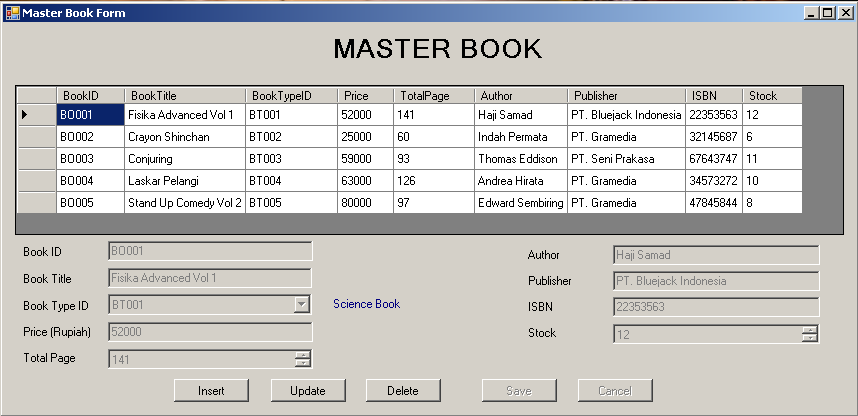 Master Book Form
MASTER BOOK
BookID BookTitle BookTypeID Price TotalPage Author Publisher ISBN Stock
BO001 Fisika Advanced Vol 1 BT001 52000 141 Haji Samad PT. Bluejack Indonesia 22353563 12
BO002 Crayon Shinchan BT002 25000 60 Indah Permata PT. Gramedia 32145687 6
BO003 Conjuring BT003 59000 93 Thomas Eddison PT. Seni Prakasa 67643747 11
BO004 Laskar Pelangi BT004 63000 126 Andrea Hirata PT. Gramedia 34573272 10
BO005 Stand Up Comedy Vol 2 BT005 80000 97 Edward Sembiring PT. Gramedia 47845844 8
Book ID BO001 Author Haji Samad
Book Title Fisika Advanced Vol 1 Publisher PT. Bluejack Indonesia
Book Type ID BT001 Science Book ISBN 22353563
Price (Rupiah) 52000 Stock 12
Total Page 141
Insert Update Delete Save Cancel